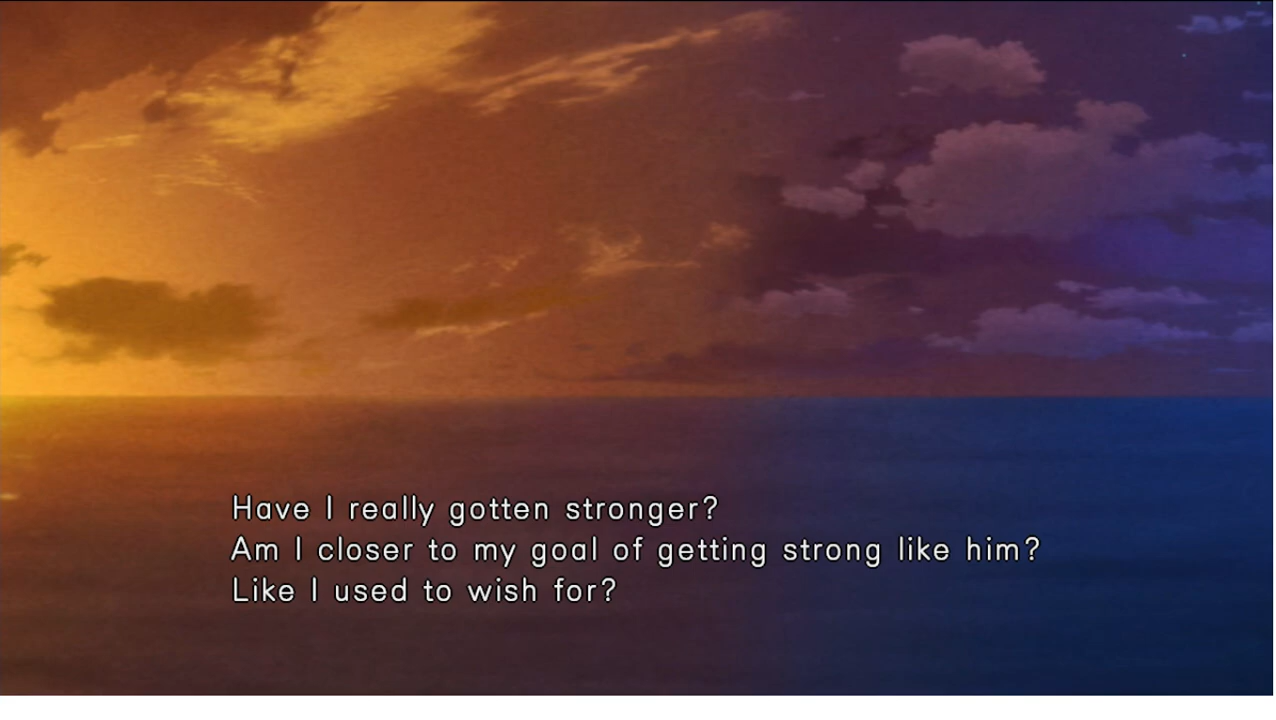 Have I really gotten stronger?
Am I closer to my goal of getting strong like him?
Like I used to wish for?